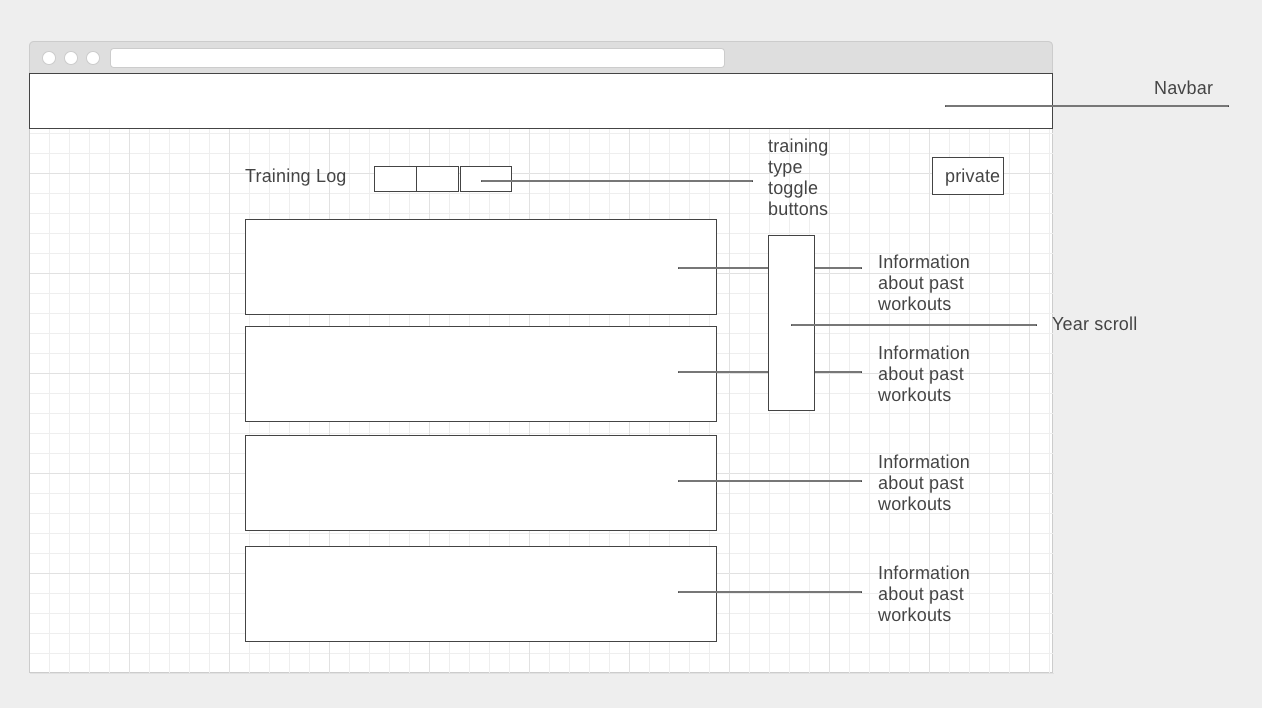 Navbar
training
type
toggle
buttons
Training Log
private
Information
about past
workouts
Year scroll
Information
about past
workouts
Information
about past
workouts
Information
about past
workouts